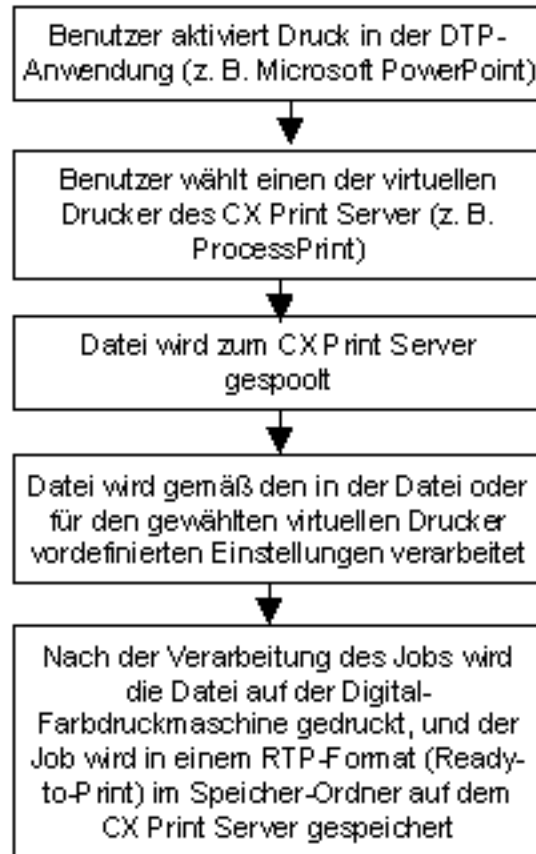 Benutzer aktiviert Druck in der DTP-
Anwendung (z. B. Microsoft PowerPoint)
Benutzer wählt einen der virtuellen
Drucker des CX Print Server (z. B.
ProcessPrint)
Datei wird zum CX Print Server
gespoolt
Datei wird gemäß den in der Datei oder
für den gewählten virtuellen Drucker
vordefinierten Einstellungen verarbeitet
Nach der Verarbeitung des Jobs wird
die Datei auf der Digital-
Farbdruckmaschine gedruckt, und der
Job wird in einem RTP-Format (Ready-
to-Print) im Speicher-Ordner auf dem
CX Print Server gespeichert